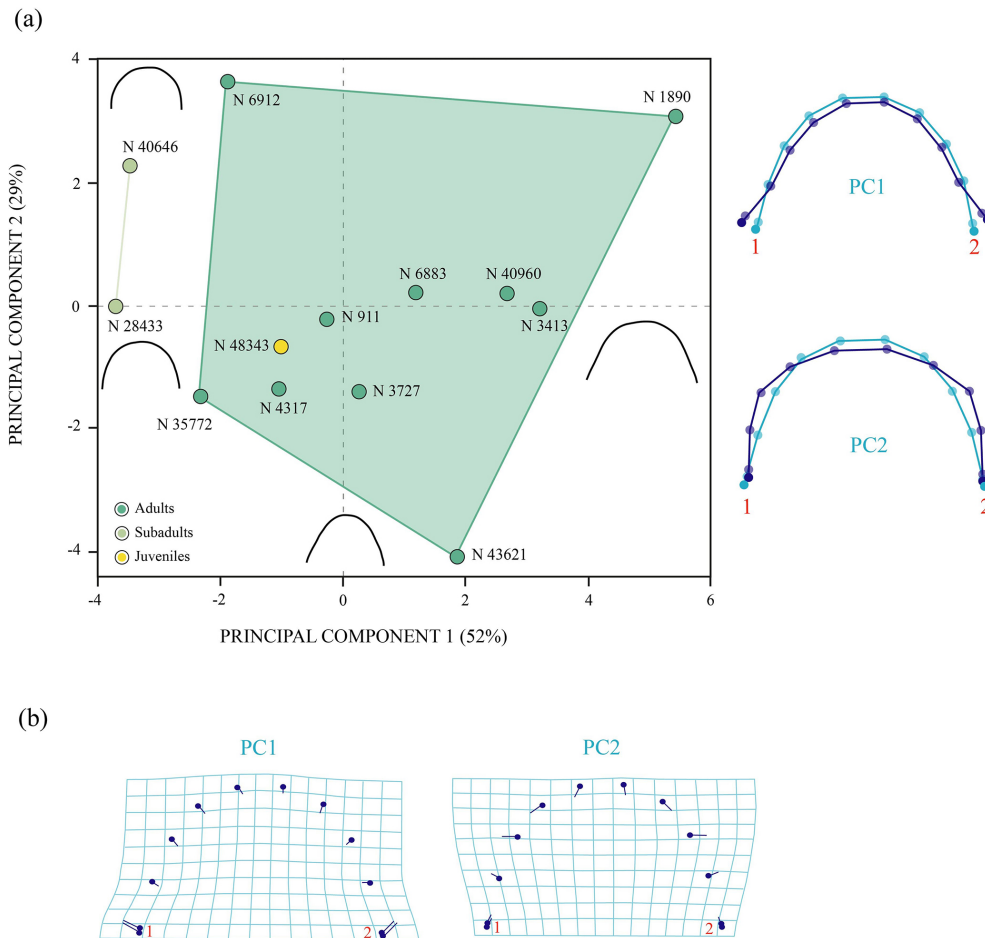 (a)
PRINCIPAL COMPONENT 2 (29%)
4
2
0
-2
-4
N 6912
N 1890
N 40646
N 28433
N 6883
N 40960
N 911
N 3413
N 48343
N 4317
N 3727
N 35772
N 43621
Adults
Subadults
Juveniles
-4
-2
0
2
4
6
PRINCIPAL COMPONENT 1 (52%)
PC1
1
2
PC2
1
2
(b)
PC1
1
2
PC2
1
2